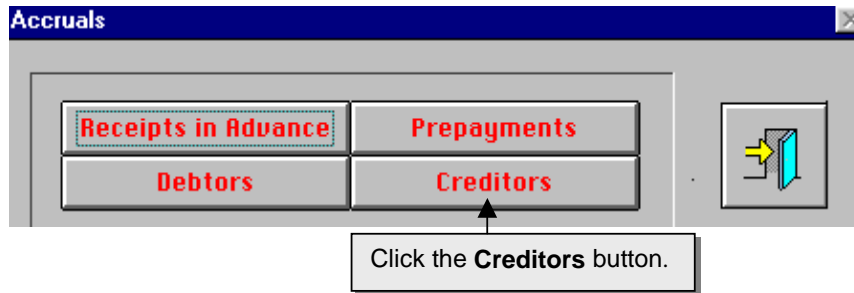 Accruals
Receipts in Advance Prepayments
Debtors Creditors
Click the Creditors button.